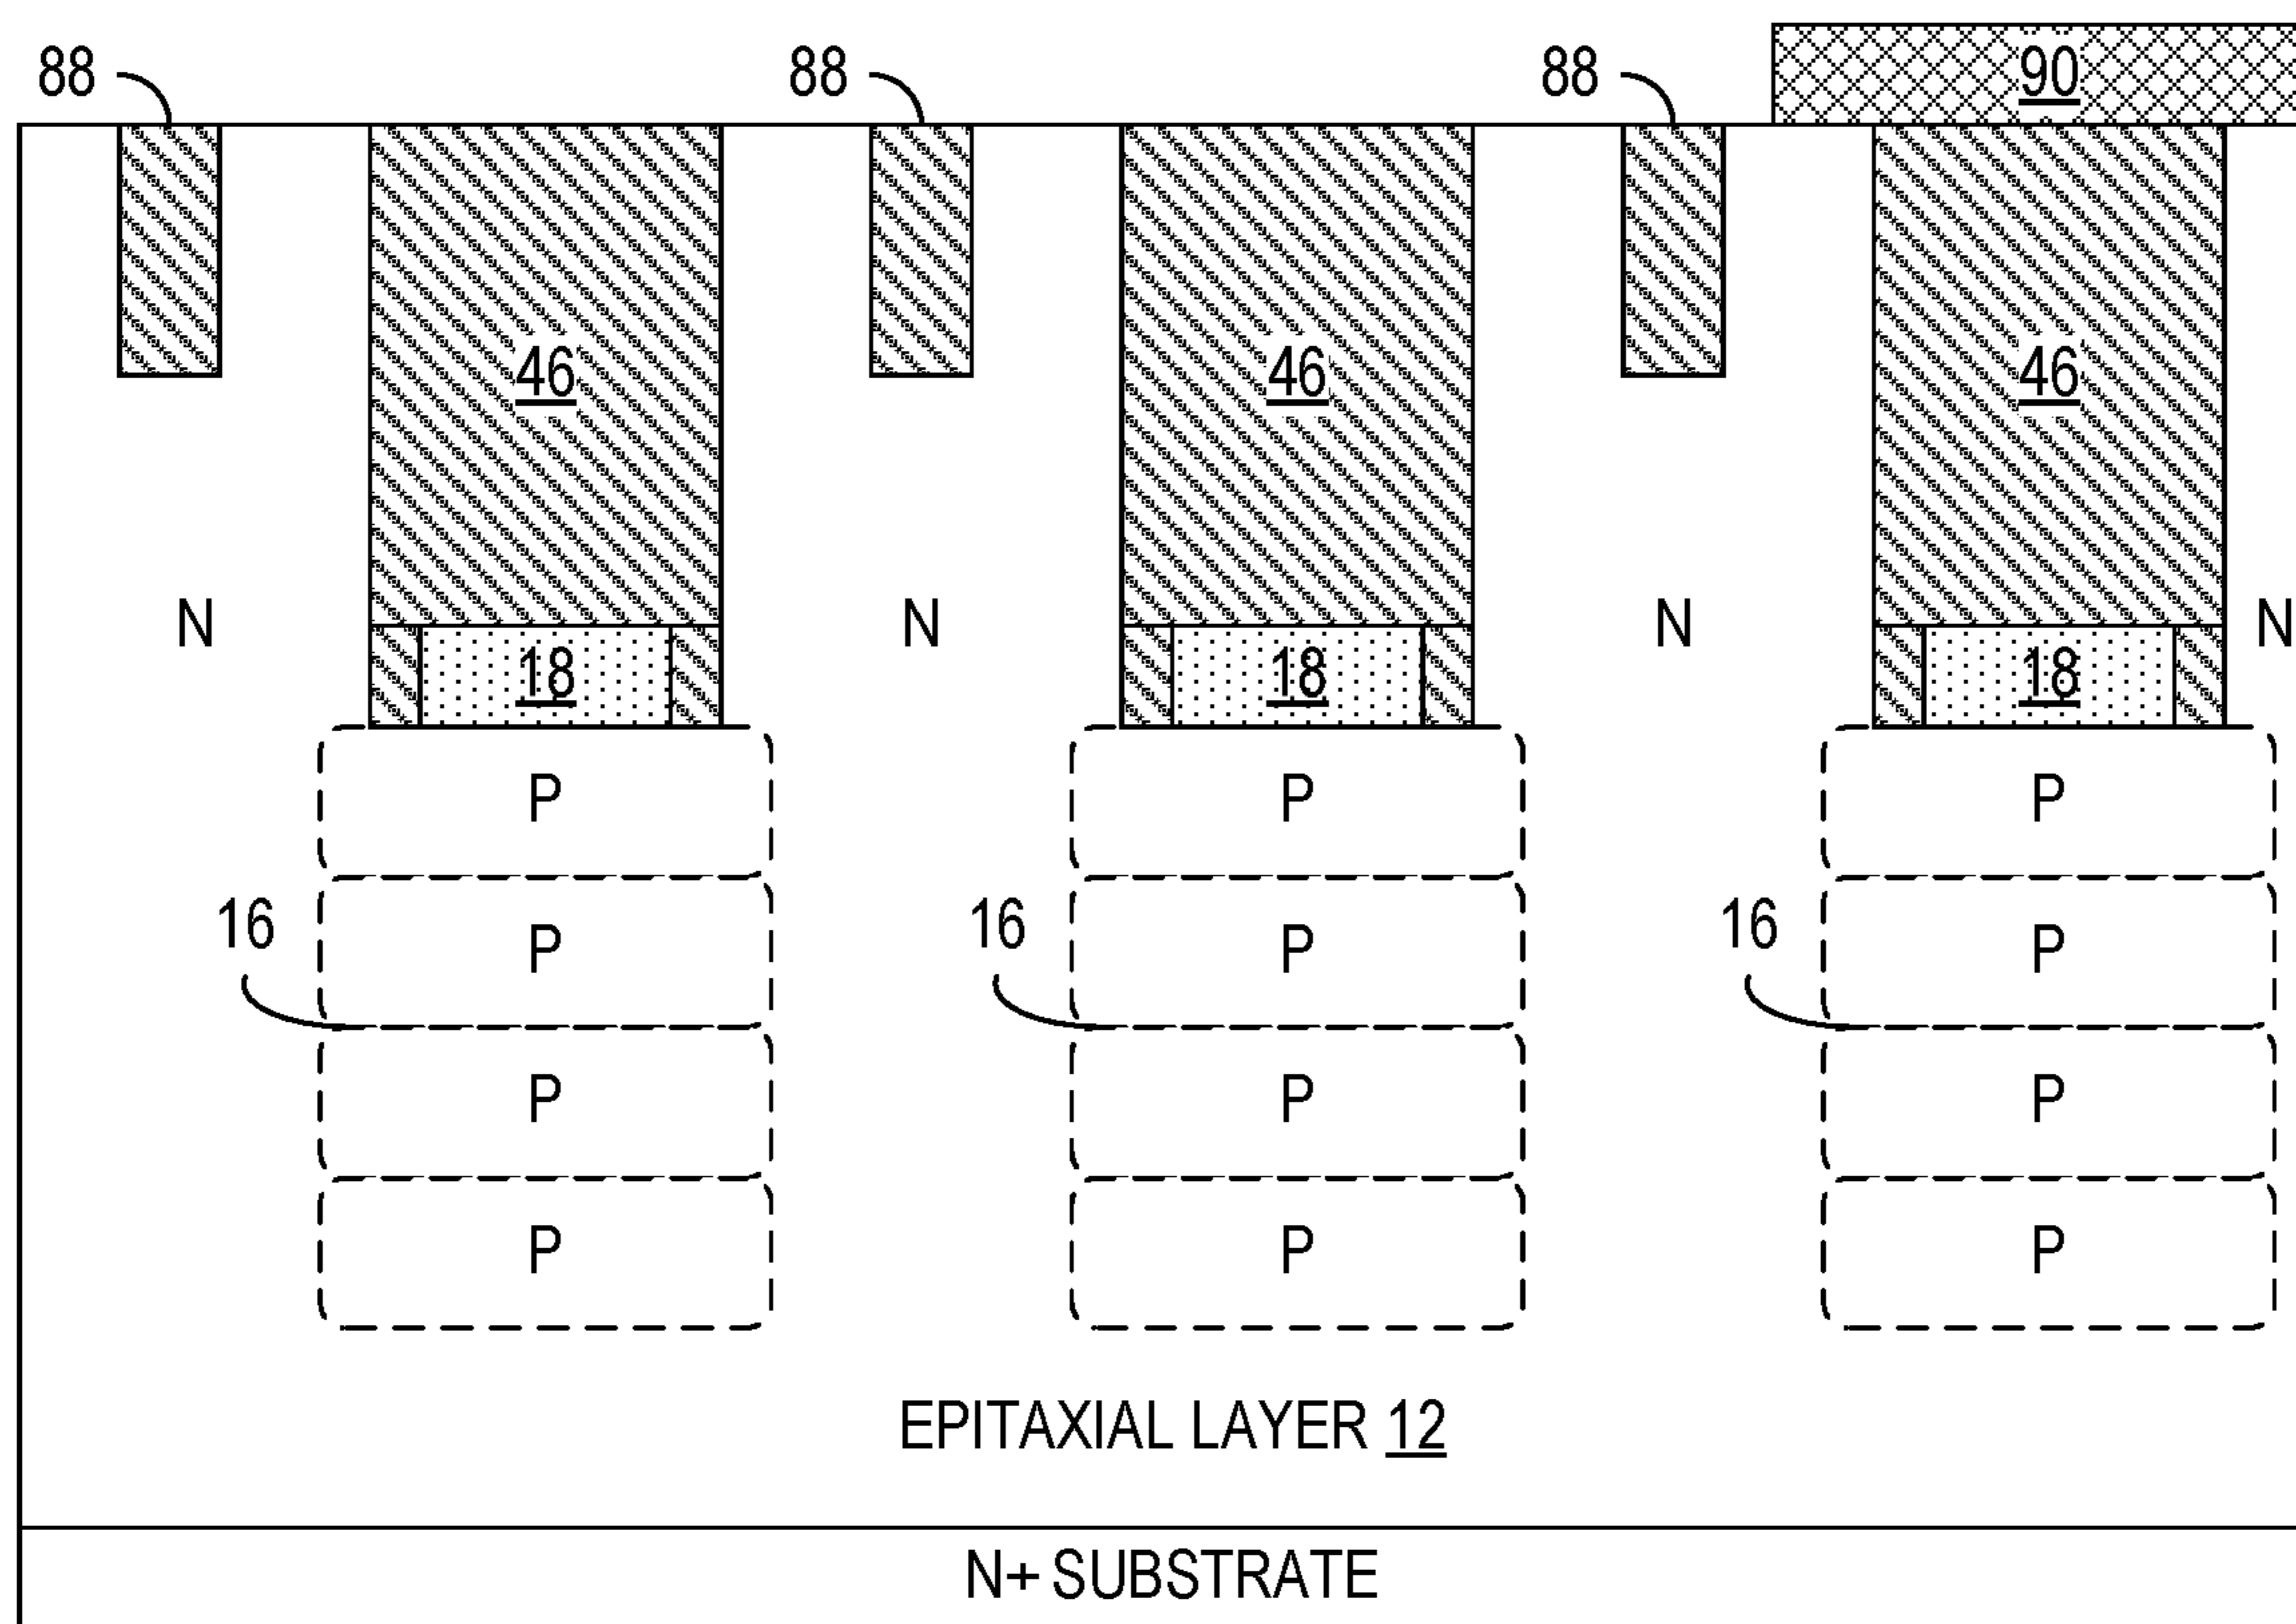 88 88 88 90
46 46 46
N N N N
18 18 18
P P P
16 16 16
P P P
P P P
P P P
EPITAXIAL LAYER 12
N+ SUBSTRATE